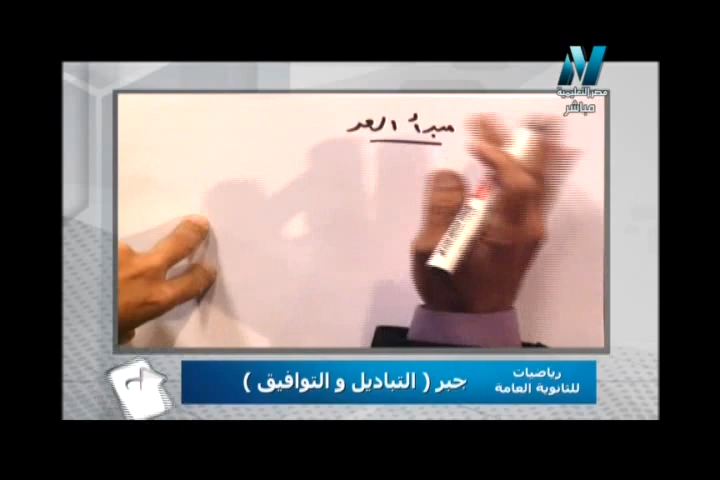 مصر التعليمية
مباشر
مبدأ العد
رياضيات
للثانوية العامة
جبر ( التباديل و التوافيق )